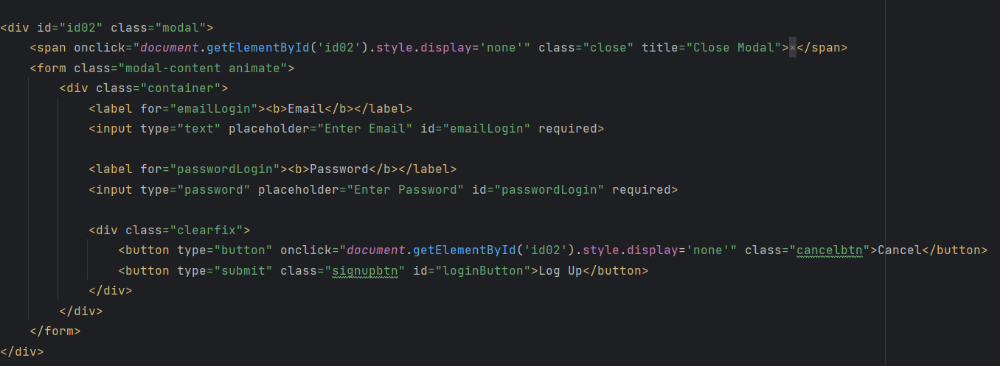 <div id="id02" class="modal">
    <span onclick="document.getElementById('id02').style.display='none'" class="close" title="Close Modal">×</span>
    <form class="modal-content animate">
        <div class="container">
            <label for="emailLogin"><b>Email</b></label>
            <input type="text" placeholder="Enter Email" id="emailLogin" required>

            <label for="passwordLogin"><b>Password</b></label>
            <input type="password" placeholder="Enter Password" id="passwordLogin" required>

            <div class="clearfix">
                <button type="button" onclick="document.getElementById('id02').style.display='none'" class="cancelbtn">Cancel</button>
                <button type="submit" class="signupbtn" id="loginButton">Log Up</button>
            </div>
        </div>
    </form>
</div>